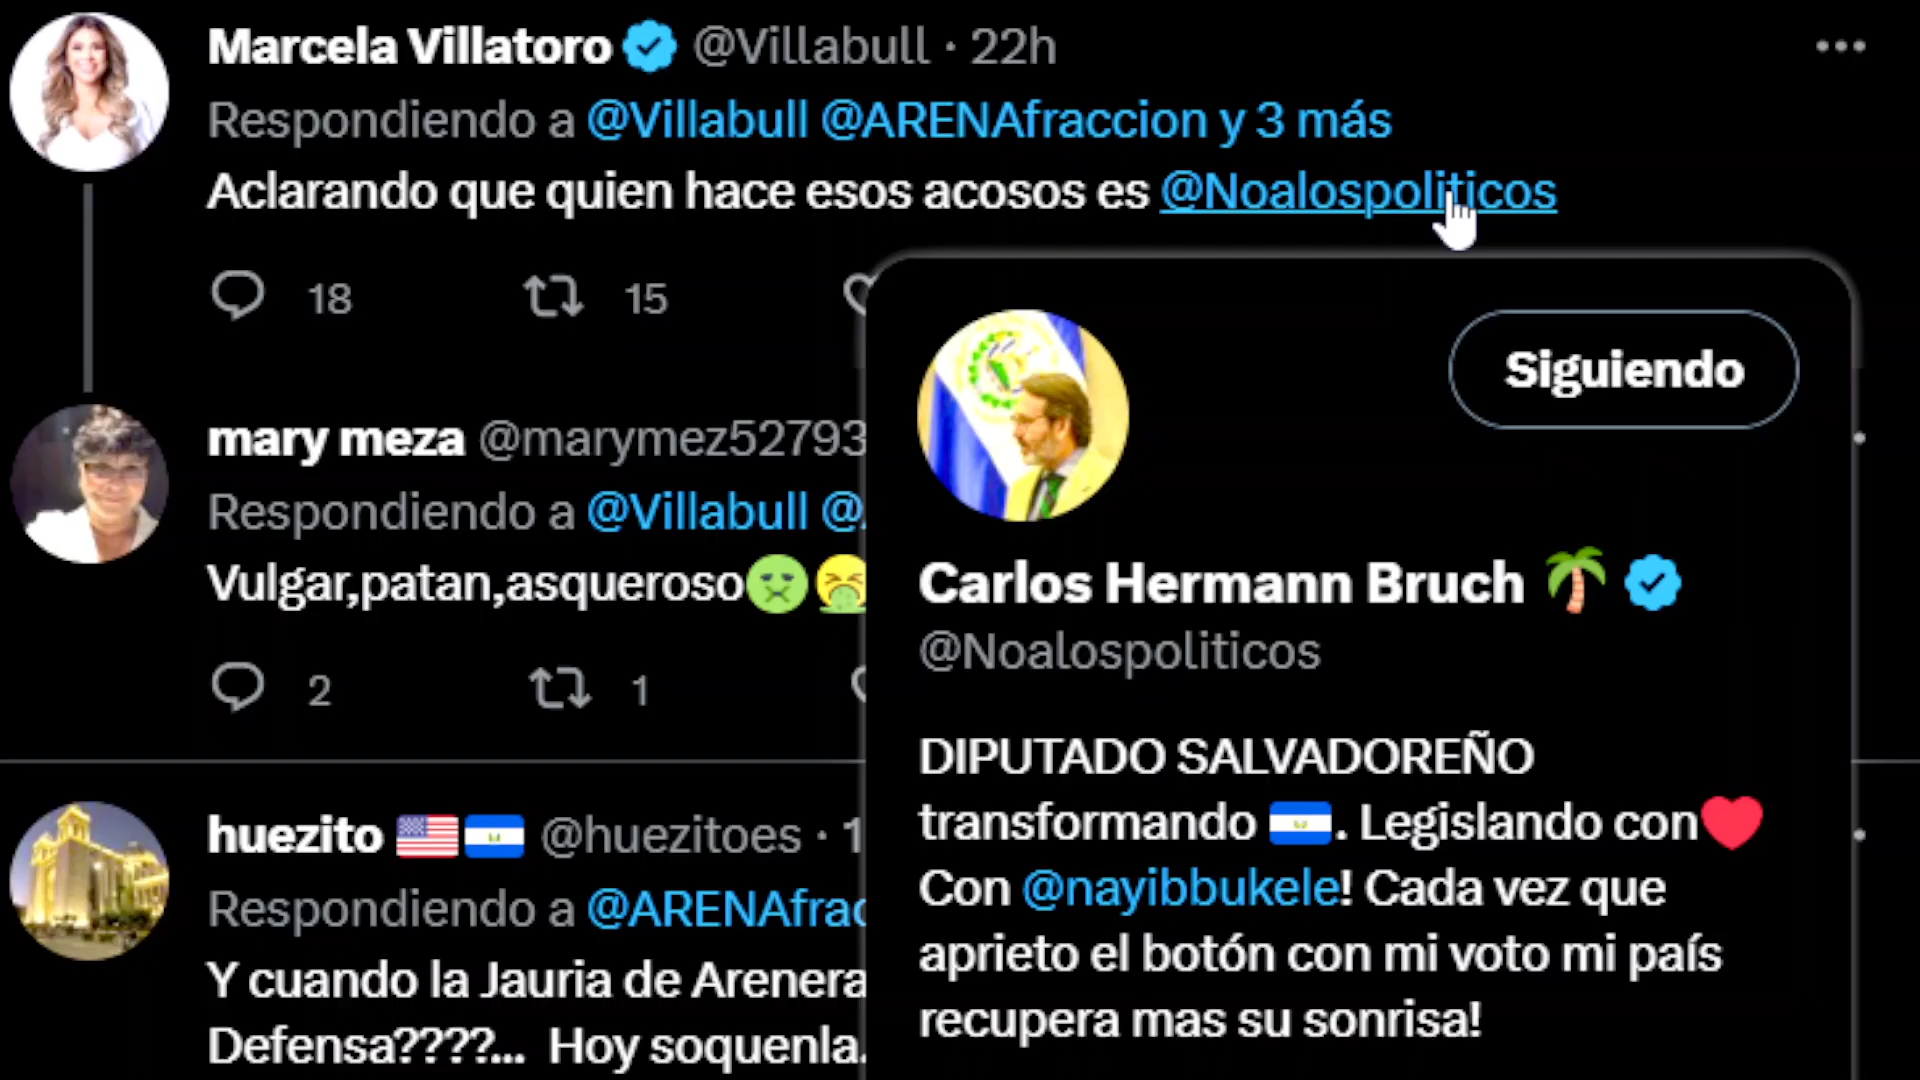 Marcela Villatoro @Villabull · 22h
Respondiendo a @Villabull @ARENAfraccion y 3 más
Aclarando que quien hace esos acosos es @Noalospoliticos
18 15
mary meza @marymez52793
Respondiendo a @Villabull @
Vulgar,patan,asqueroso🤢🤮
2 1
huezito 🇺🇸🇸🇻 @huezitoes · 1
Respondiendo a @ARENAfrac
Y cuando la Jauria de Arenera
Defensa????... Hoy soquenla.
Siguiendo
Carlos Hermann Bruch 🌴
@Noalospoliticos
DIPUTADO SALVADOREÑO
transformando 🇸🇻. Legislando con❤️
Con @nayibbukele! Cada vez que
aprieto el botón con mi voto mi país
recupera mas su sonrisa!